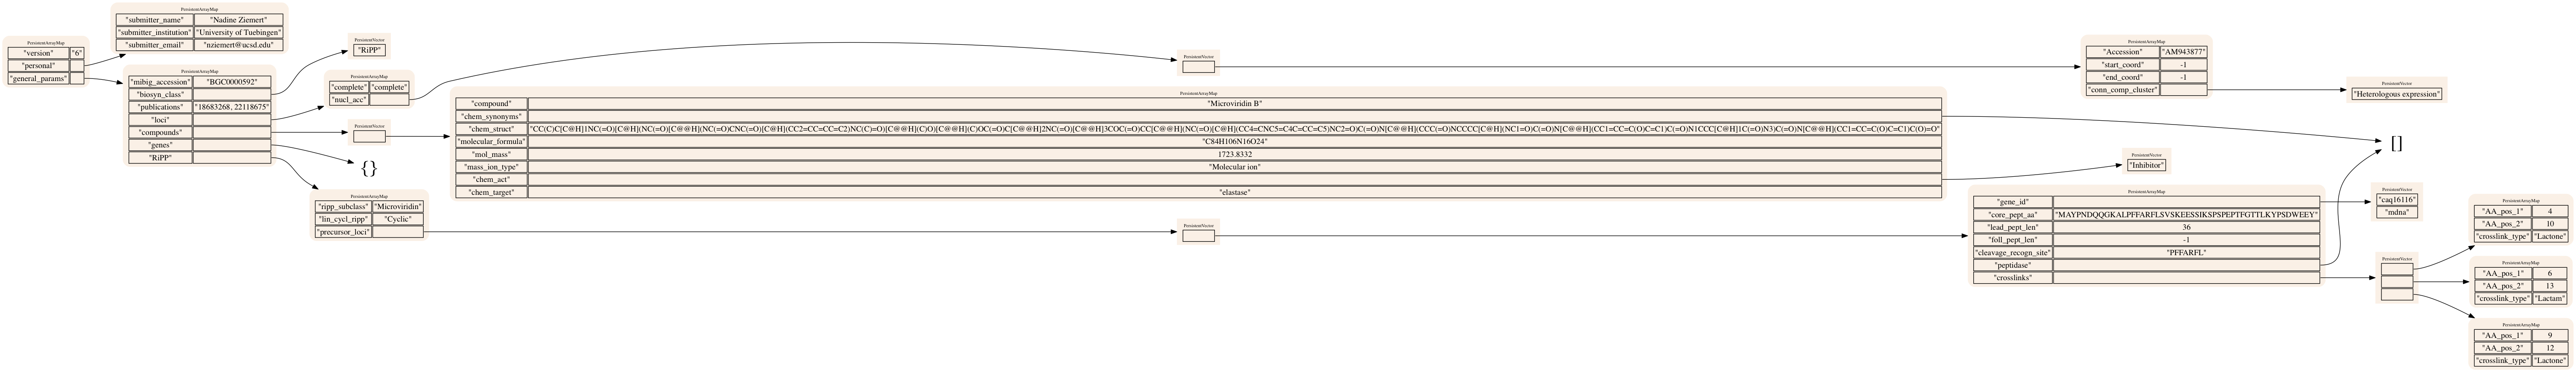 PersistentArrayMap
"version" "6"
"personal"
"general_params"
PersistentArrayMap
"submitter_name" "Nadine Ziemert"
"submitter_institution" "University of Tuebingen"
"submitter_email" "nziemert@ucsd.edu"
PersistentArrayMap
"mibig_accession" "BGC0000592"
"biosyn_class"
"publications" "18683268, 22118675"
"loci"
"compounds"
"genes"
"RiPP"
PersistentVector
"RiPP"
PersistentArrayMap
"complete" "complete"
"nucl_acc"
PersistentVector
{}
PersistentArrayMap
"ripp_subclass" "Microviridin"
"lin_cycl_ripp" "Cyclic"
"precursor_loci"
PersistentVector
PersistentArrayMap
"compound" "Microviridin B"
"chem_synonyms"
"chem_struct" "CC(C)C[C@H]1NC(=O)[C@H](NC(=O)[C@@H](NC(=O)CNC(=O)[C@H](CC2=CC=CC=C2)NC(C)=O)[C@@H](C)O)[C@@H](C)OC(=O)C[C@@H]2NC(=O)[C@H]3COC(=O)CC[C@@H](NC(=O)[C@H](CC4=CNC5=C4C=CC=C5)NC2=O)C(=O)N[C@@H](CCC(=O)NCCCC[C@H](NC1=O)C(=O)N[C@@H](CC1=CC=C(O)C=C1)C(=O)N1CCC[C@H]1C(=O)N3)C(=O)N[C@@H](CC1=CC=C(O)C=C1)C(O)=O"
"molecular_formula" "C84H106N16O24"
"mol_mass" 1723.8332
"mass_ion_type" "Molecular ion"
"chem_act"
"chem_target" "elastase"
PersistentVector
PersistentArrayMap
"Accession" "AM943877"
"start_coord" -1
"end_coord" -1
"conn_comp_cluster"
PersistentVector
"Heterologous expression"
[]
PersistentVector
"Inhibitor"
PersistentArrayMap
"gene_id"
"core_pept_aa" "MAYPNDQQGKALPFFARFLSVSKEESSIKSPSPEPTFGTTLKYPSDWEEY"
"lead_pept_len" 36
"foll_pept_len" -1
"cleavage_recogn_site" "PFFARFL"
"peptidase"
"crosslinks"
PersistentVector
"caq16116"
"mdna"
PersistentVector
PersistentArrayMap
"AA_pos_1" 4
"AA_pos_2" 10
"crosslink_type" "Lactone"
PersistentArrayMap
"AA_pos_1" 6
"AA_pos_2" 13
"crosslink_type" "Lactam"
PersistentArrayMap
"AA_pos_1" 9
"AA_pos_2" 12
"crosslink_type" "Lactone"